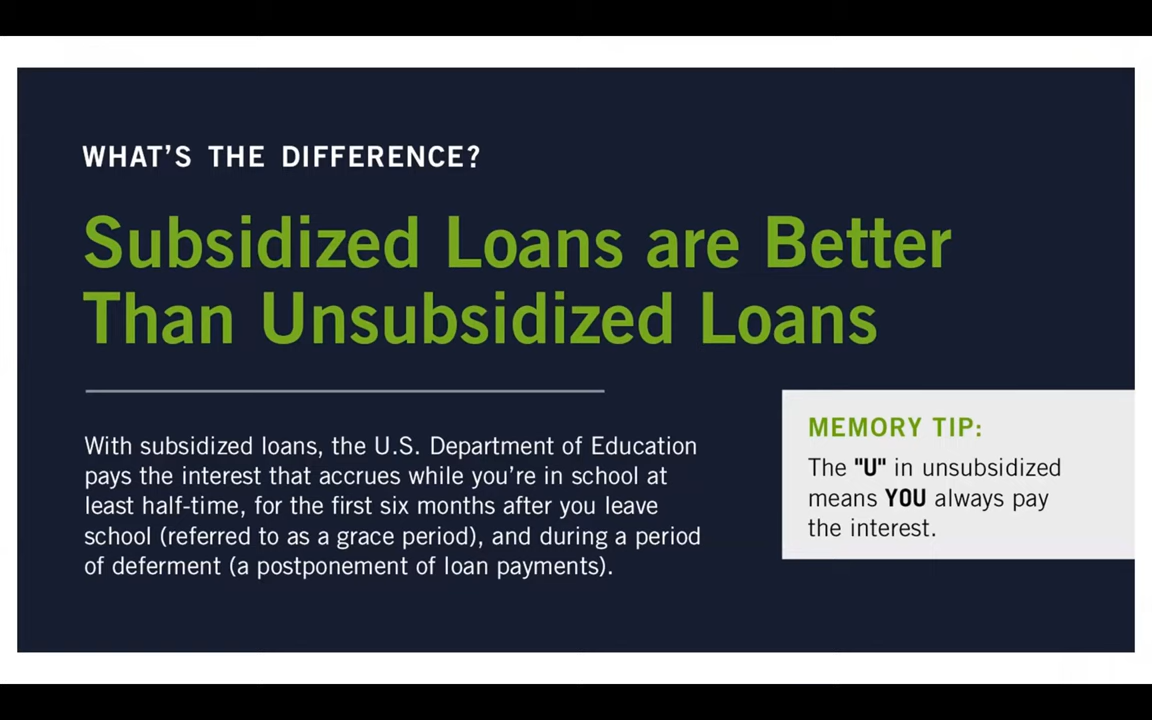 WHAT’S THE DIFFERENCE?
Subsidized Loans are Better
Than Unsubsidized Loans
With subsidized loans, the U.S. Department of Education
pays the interest that accrues while you’re in school at
least half-time, for the first six months after you leave
school (referred to as a grace period), and during a period
of deferment (a postponement of loan payments).
MEMORY TIP:
The "U" in unsubsidized
means YOU always pay
the interest.